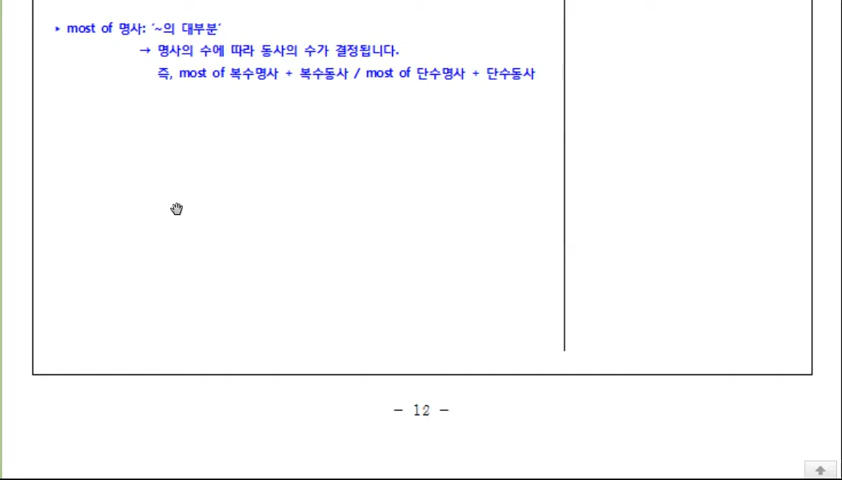 ▸ most of 명사: '~의 대부분'
→ 명사의 수에 따라 동사의 수가 결정됩니다.
즉, most of 복수명사 + 복수동사 / most of 단수명사 + 단수동사
- 12 -